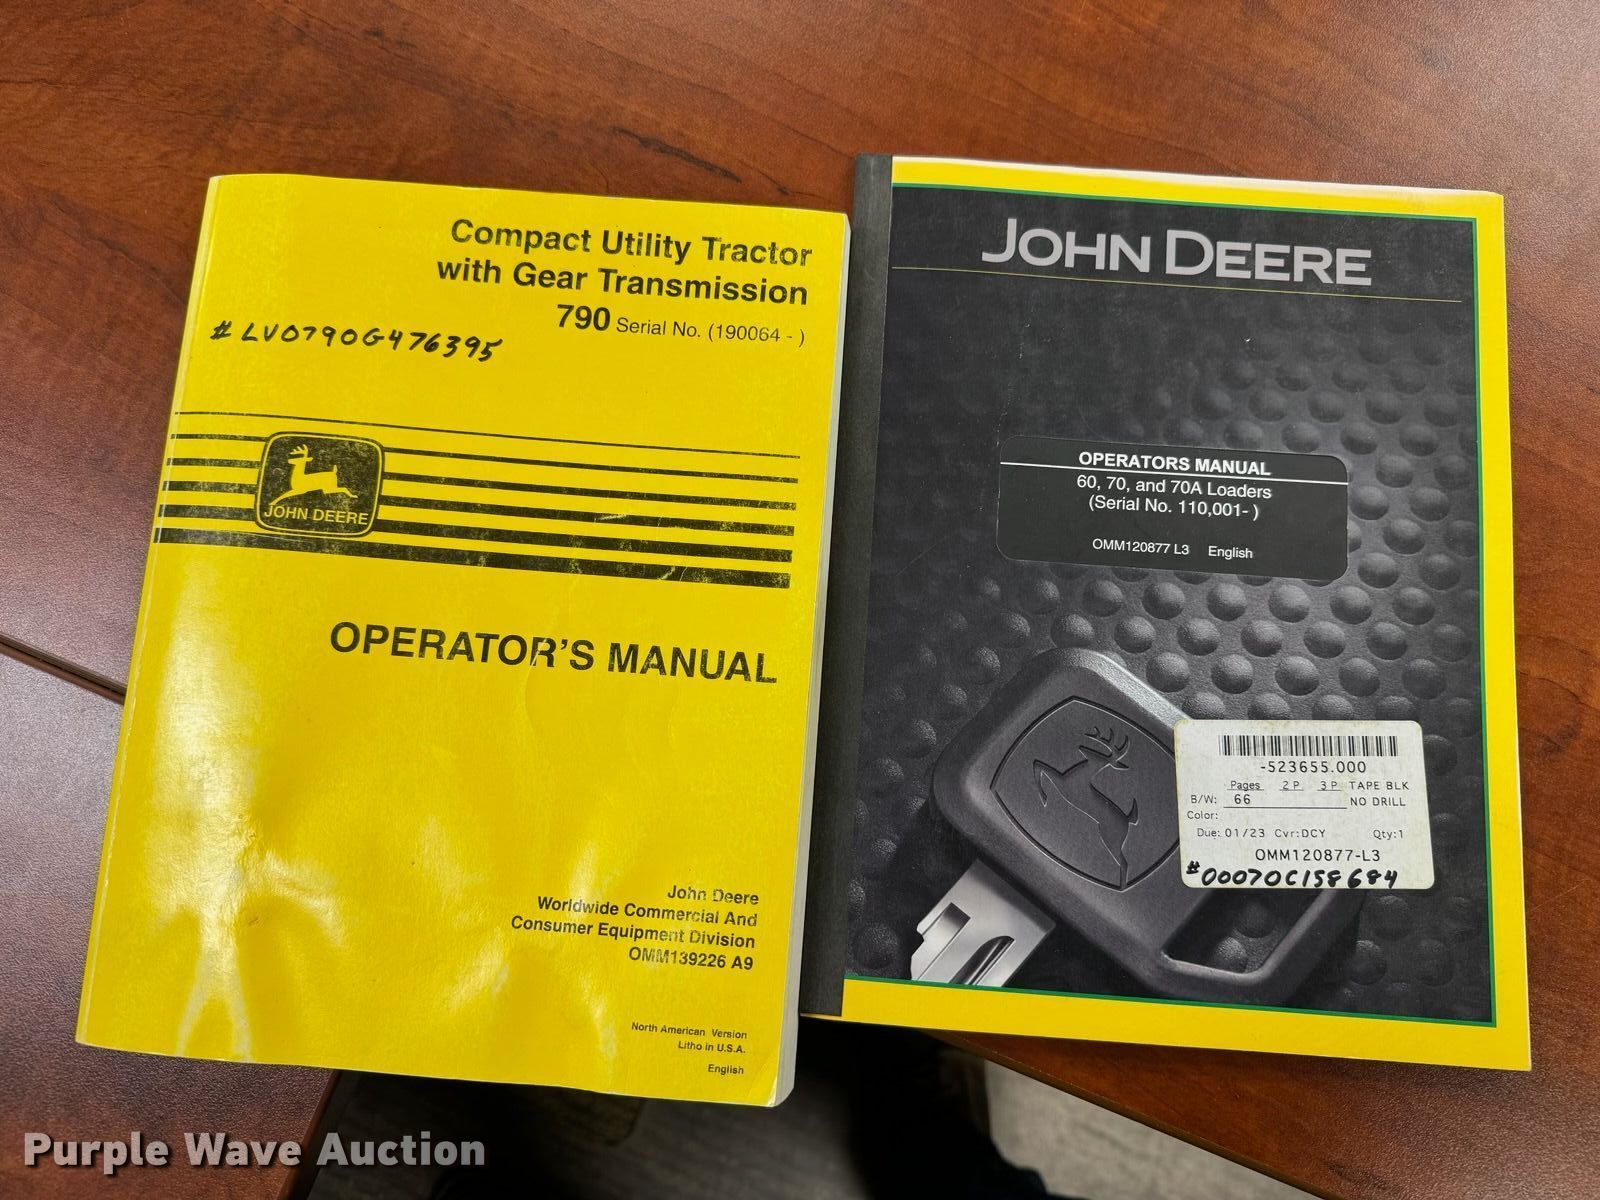 Compact Utility Tractor
with Gear Transmission
790 Serial No. (190064 - )
# LV0790G476395
JOHN DEERE
OPERATOR'S MANUAL
John Deere
Worldwide Commercial And
Consumer Equipment Division
OMM139226 A9
North American Version
Litho in U.S.A.
English
JOHN DEERE
OPERATORS MANUAL
60, 70, and 70A Loaders
(Serial No. 110,001- )
OMM120877 L3 English
-523655.000
Pages 2 P 3 P TAPE BLK
B/W: 66 NO DRILL
Color:
Due: 01/23 Cvr:DCY Qty:1
OMM120877-L3
#00070C158684
Purple Wave Auction